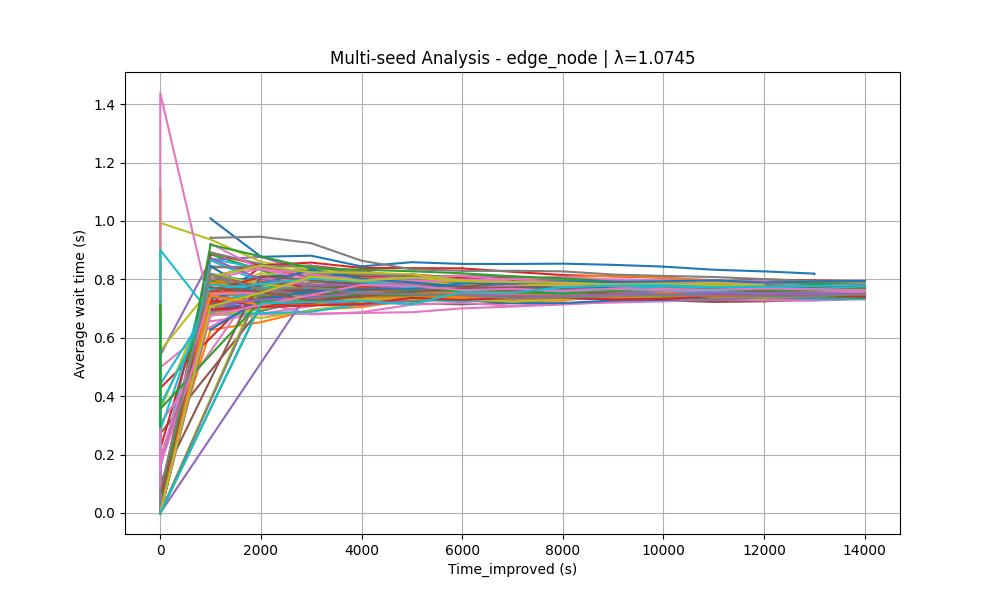 Multi-seed Analysis - edge_node | λ=1.0745
1.4
1.2
1.0
0.8
0.6
0.4
0.2
0.0
Average wait time (s)
0 2000 4000 6000 8000 10000 12000 14000
Time_improved (s)